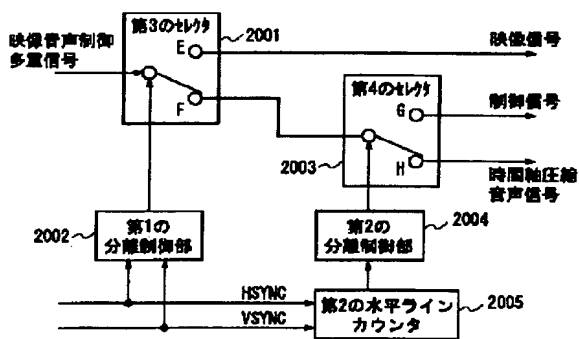 第3のセレクタ
2001
映像音声制御
多重信号
E
F
映像信号
第4のセレクタ
G
H
2003
制御信号
時間軸圧縮
音声信号
2002
第1の
分離制御部
第2の
分離制御部
2004
HSYNC
VSYNC
第2の水平ライン
カウンタ
2005